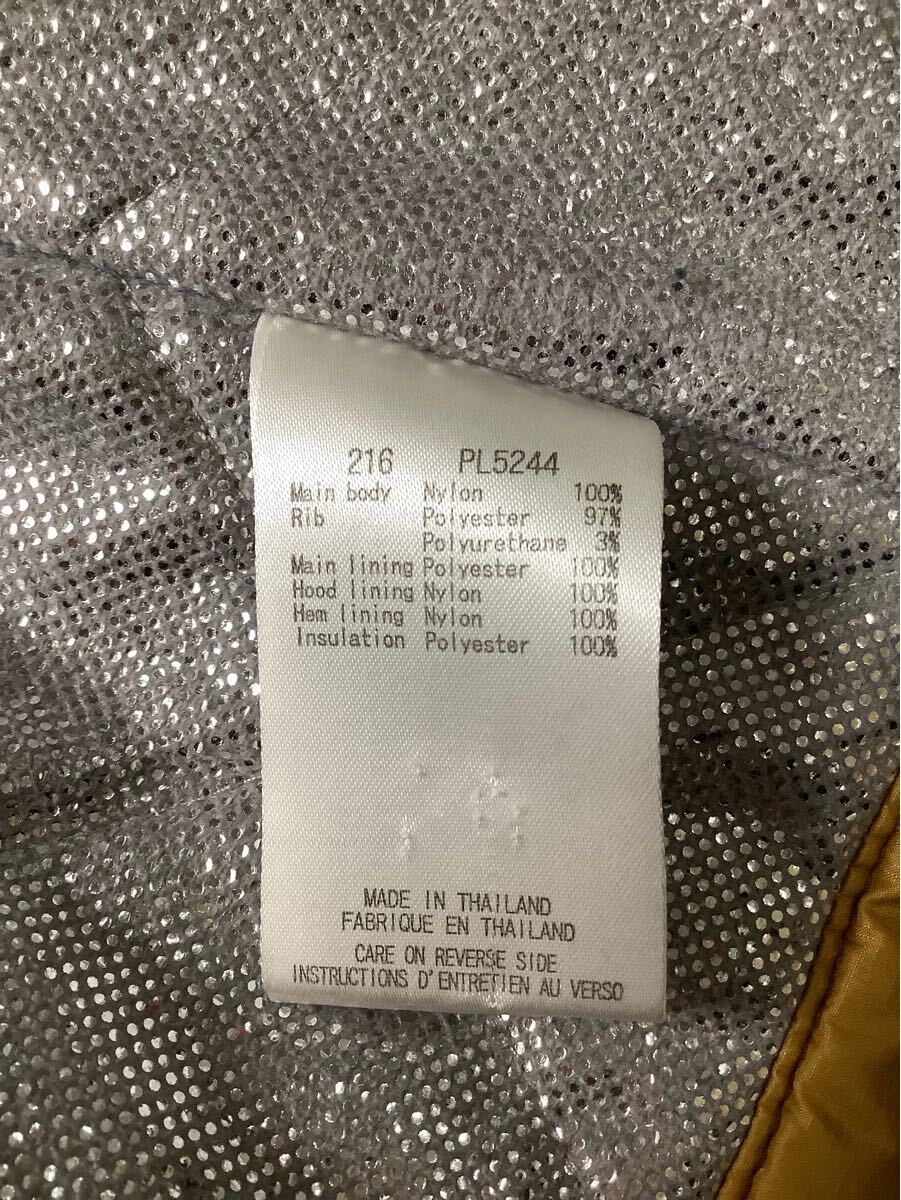 216 PL5244
Main body Nylon 100%
Rib Polyester 97%
Polyurethane 3%
Main lining Polyester 100%
Hood lining Nylon 100%
Hem lining Nylon 100%
Insulation Polyester 100%
MADE IN THAILAND
FABRIQUE EN THAILAND
CARE ON REVERSE SIDE
INSTRUCTIONS D'ENTRETIEN AU VERSO